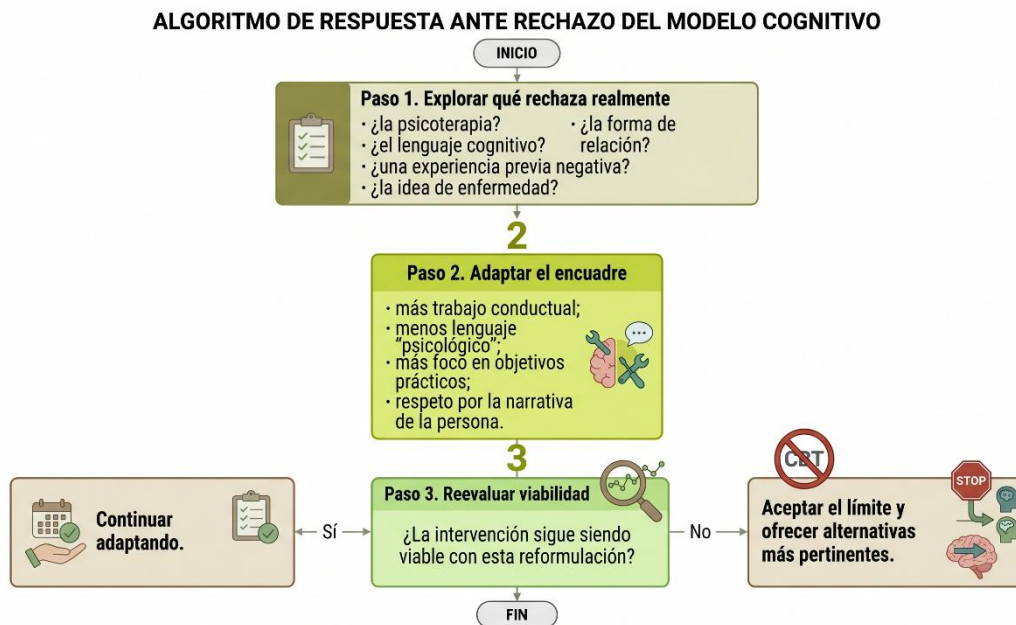 ALGORITMO DE RESPUESTA ANTE RECHAZO DEL MODELO COGNITIVO
INICIO
Paso 1. Explorar qué rechaza realmente
· ¿la psicoterapia?
· ¿el lenguaje cognitivo?
· ¿una experiencia previa negativa?
· ¿la idea de enfermedad?
· ¿la forma de
relación?
2
Paso 2. Adaptar el encuadre
· más trabajo conductual;
· menos lenguaje
“psicológico”;
· más foco en objetivos
prácticos;
· respeto por la narrativa
de la persona.
3
Paso 3. Reevaluar viabilidad
¿La intervención sigue siendo
viable con esta reformulación?
Sí
Continuar
adaptando.
No
CBT
STOP
Aceptar el límite y
ofrecer alternativas
más pertinentes.
FIN